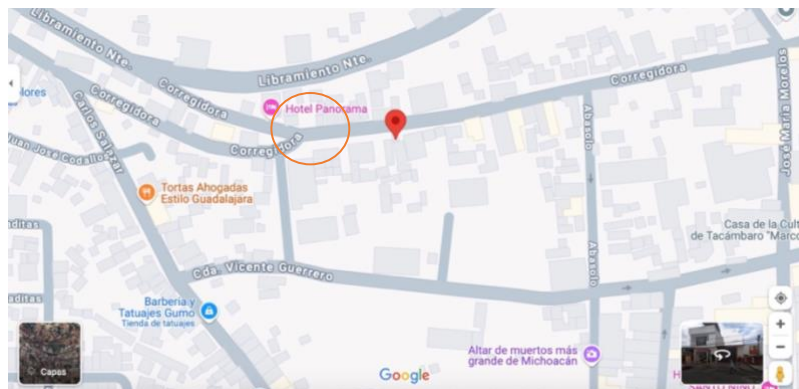 Libramiento Nte.
Libramiento Nte.
Corregidora
Hotel Panorama
Corregidora
Corregidora
Corregidora
José María Morelos
Carlos Salazar
Juan José Codallos
Abasolo
Tortas Ahogadas
Estilo Guadalajara
Casa de la Cult
de Tacámbaro "Marco
Abasolo
Cda. Vicente Guerrero
Barbería y
Tatuajes Gumo
Tienda de tatuajes
Altar de muertos más
grande de Michoacán
Capas
Google